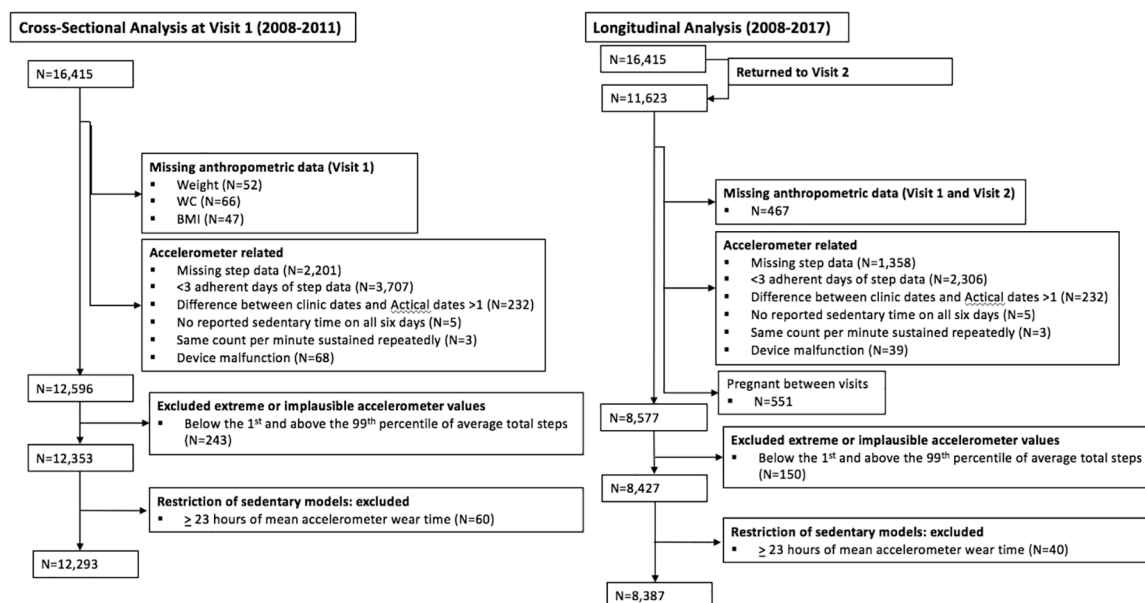 Cross-Sectional Analysis at Visit 1 (2008-2011)
N=16,415
Missing anthropometric data (Visit 1)
▪ Weight (N=52)
▪ WC (N=66)
▪ BMI (N=47)
Accelerometer related
▪ Missing step data (N=2,201)
▪ <3 adherent days of step data (N=3,707)
▪ Difference between clinic dates and Actical dates >1 (N=232)
▪ No reported sedentary time on all six days (N=5)
▪ Same count per minute sustained repeatedly (N=3)
▪ Device malfunction (N=68)
N=12,596
Excluded extreme or implausible accelerometer values
▪ Below the 1st and above the 99th percentile of average total steps
(N=243)
N=12,353
Restriction of sedentary models: excluded
▪ ≥ 23 hours of mean accelerometer wear time (N=60)
N=12,293
Longitudinal Analysis (2008-2017)
N=16,415
Returned to Visit 2
N=11,623
Missing anthropometric data (Visit 1 and Visit 2)
▪ N=467
Accelerometer related
▪ Missing step data (N=1,358)
▪ <3 adherent days of step data (N=2,306)
▪ Difference between clinic dates and Actical dates >1 (N=232)
▪ No reported sedentary time on all six days (N=5)
▪ Same count per minute sustained repeatedly (N=3)
▪ Device malfunction (N=39)
Pregnant between visits
▪ N=551
N=8,577
Excluded extreme or implausible accelerometer values
▪ Below the 1st and above the 99th percentile of average total steps
(N=150)
N=8,427
Restriction of sedentary models: excluded
▪ ≥ 23 hours of mean accelerometer wear time (N=40)
N=8,387